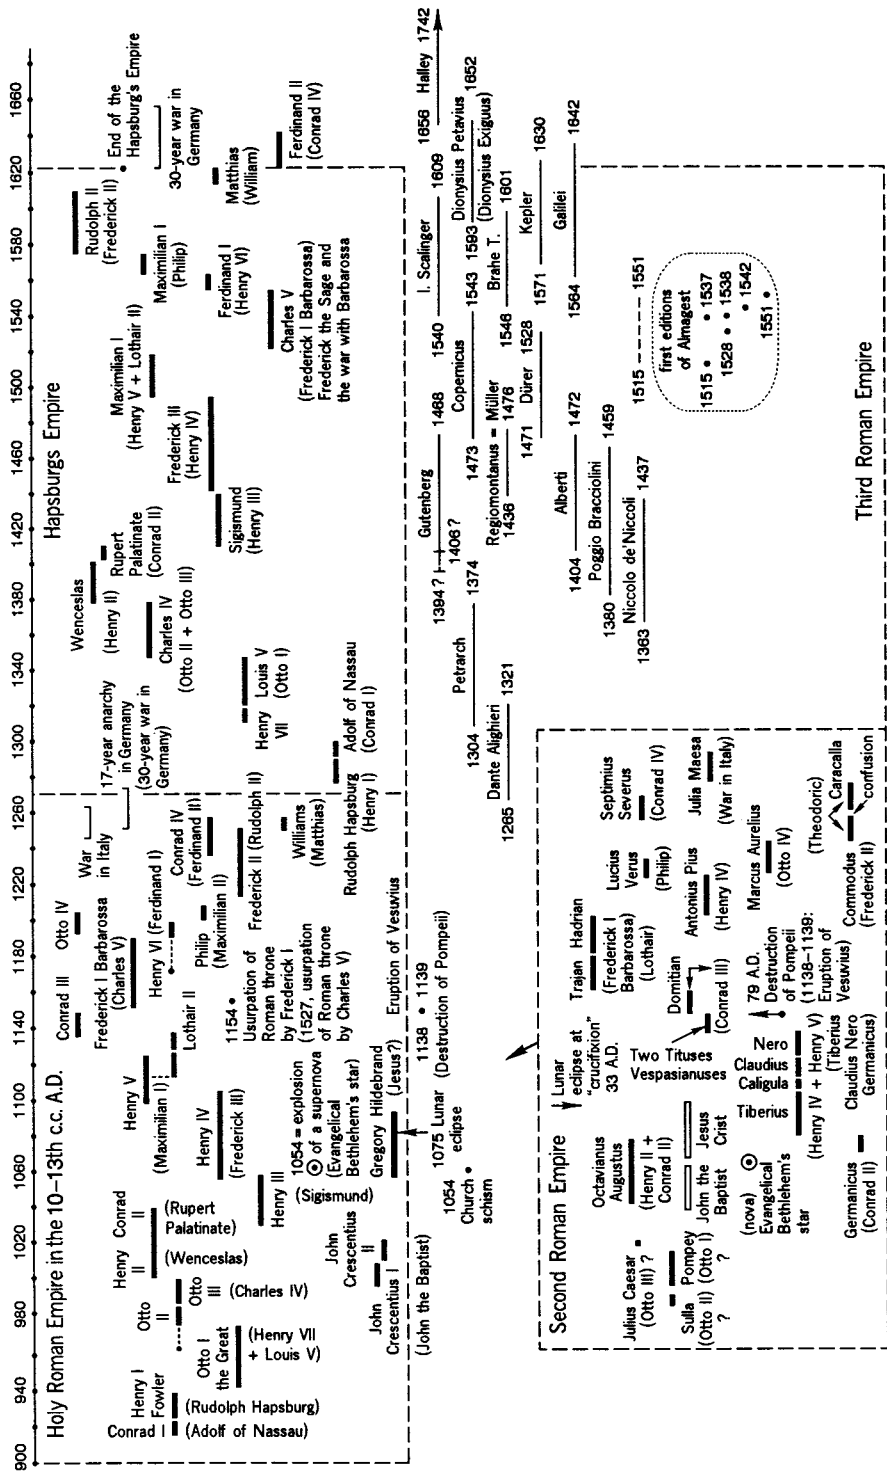 900 940 980 1020 1060 1100 1140 1180 1220 1260 1300 1340 1380 1420 1460 1500 1540 1580 1620 1660
Holy Roman Empire in the 10–13th c.c. A.D.
Conrad I
(Adolf of Nassau)
Henry I
Fowler
(Rudolph Hapsburg)
Otto I
the Great
(Henry VII
+ Louis V)
Otto
II
Otto
III
(Charles IV)
Henry
II
(Wenceslas)
Conrad
II
(Rupert
Palatinate)
John
Crescentius I
John
Crescentius
II
(John the Baptist)
Henry III
(Sigismund)
Henry IV
(Frederick III)
Henry V
(Maximilian I)
1054 = explosion
of a supernova
(Evangelical
Bethlehem's star)
Gregory Hildebrand
(Jesus?)
Lothair II
Conrad III
Frederick I Barbarossa
(Charles V)
Henry VI (Ferdinand I)
Otto IV
Philip
(Maximilian II)
1154 •
Usurpation of
Roman throne
by Frederick I
(1527, usurpation
of Roman throne
by Charles V)
Eruption of Vesuvius
Frederick II (Rudolph II)
Conrad IV
(Ferdinand II)
Williams
(Matthias)
War
in Italy
17-year anarchy
in Germany
(30-year war in
Germany)
Hapsburgs Empire
Rudolph Hapsburg
(Henry I)
Adolf of Nassau
(Conrad I)
Henry
VII
Louis V
(Otto I)
Charles IV
(Otto II + Otto III)
Wenceslas
(Henry II)
Rupert
Palatinate
(Conrad II)
Sigismund
(Henry III)
Frederick III
(Henry IV)
Maximilian I
(Henry V + Lothair II)
Charles V
(Frederick I Barbarossa)
Frederick the Sage and
the war with Barbarossa
Ferdinand I
(Henry VI)
Maximilian I
(Philip)
Rudolph II
(Frederick II)
Matthias
(William)
End of the
Hapsburg's Empire
30-year war in
Germany
Ferdinand II
(Conrad IV)
1054
Church
schism
1075 Lunar
eclipse
1138 • 1139
(Destruction of Pompeii)
1394 ? Gutenberg 1468
1406 ?
1540 I. Scalinger 1609
1656 Halley 1742
1304 Petrarch 1374
1473 Copernicus 1543
1593 Dionysius Petavius 1652
(Dionysius Exiguus)
1265 Dante Alighieri 1321
Regiomontanus = Müller
1436 1476
1546 Brahe T. 1601
1471 Dürer 1528
1571 Kepler 1630
1404 Alberti 1472
1564 Galilei 1642
Poggio Bracciolini
1380 1459
Niccolo de'Niccoli
1363 1437
1515 1551
first editions
of Almagest
1515 • • 1537
1528 • • 1538
• 1542
1551 •
Third Roman Empire
Second Roman Empire
Julius Caesar
(Otto III) ?
Sulla
(Otto II)
?
Pompey
(Otto I)
?
Octavianus
Augustus
(Henry II +
Conrad II)
John the
Baptist
Jesus
Crist
(nova)
Evangelical
Bethlehem's
star
Germanicus
(Conrad II)
Lunar
eclipse at
"crucifixion"
33 A.D.
Two Tituses
Vespasianuses
Tiberius
Caligula
Claudius
Nero
(Henry IV + Henry V)
(Tiberius
Claudius Nero
Germanicus)
Domitian
(Conrad III)
79 A.D.
Destruction
of Pompeii
(1138–1139:
Eruption of
Vesuvius)
Trajan Hadrian
(Frederick I
Barbarossa)
(Lothair)
Lucius
Verus
(Philip)
Antonius Pius
(Henry IV)
Marcus Aurelius
(Otto IV)
Commodus
(Frederick II)
(Theodoric)
Caracalla
confusion
Septimius
Severus
(Conrad IV)
Julia Maesa
(War in Italy)